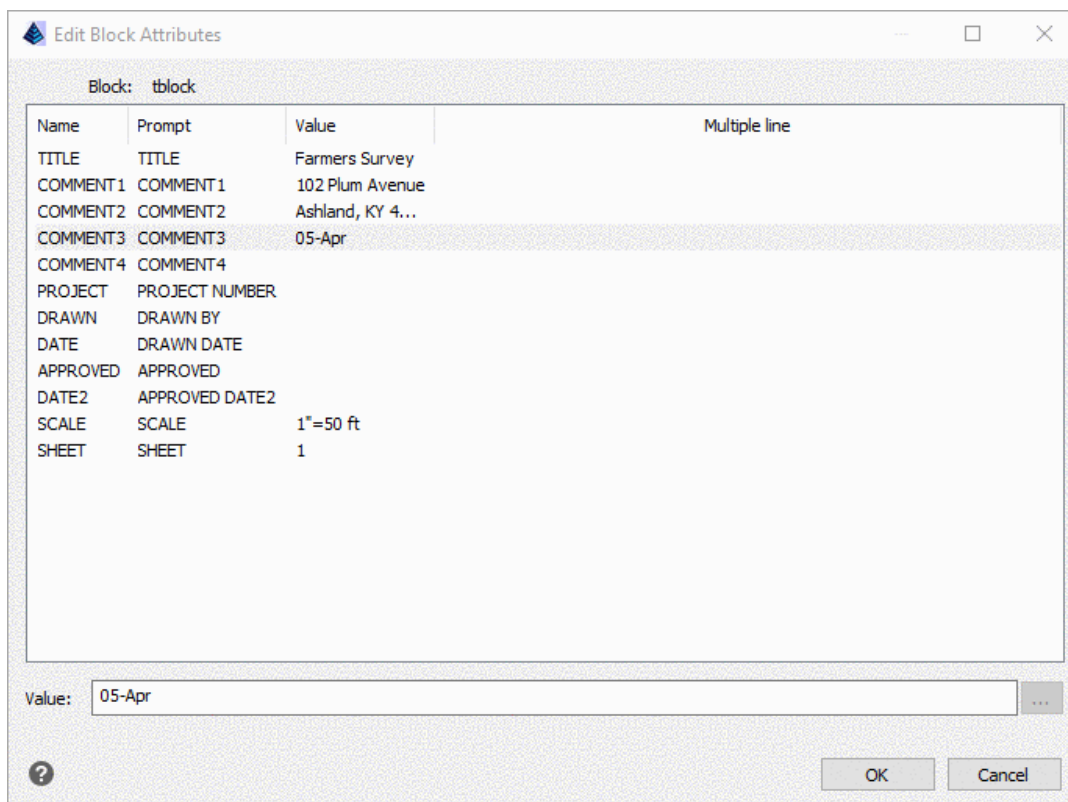 Edit Block Attributes
Block: tblock
Name Prompt Value Multiple line
TITLE TITLE Farmers Survey
COMMENT1 COMMENT1 102 Plum Avenue
COMMENT2 COMMENT2 Ashland, KY 4...
COMMENT3 COMMENT3 05-Apr
COMMENT4 COMMENT4
PROJECT PROJECT NUMBER
DRAWN DRAWN BY
DATE DRAWN DATE
APPROVED APPROVED
DATE2 APPROVED DATE2
SCALE SCALE 1"=50 ft
SHEET SHEET 1
Value: 05-Apr ...
? OK Cancel